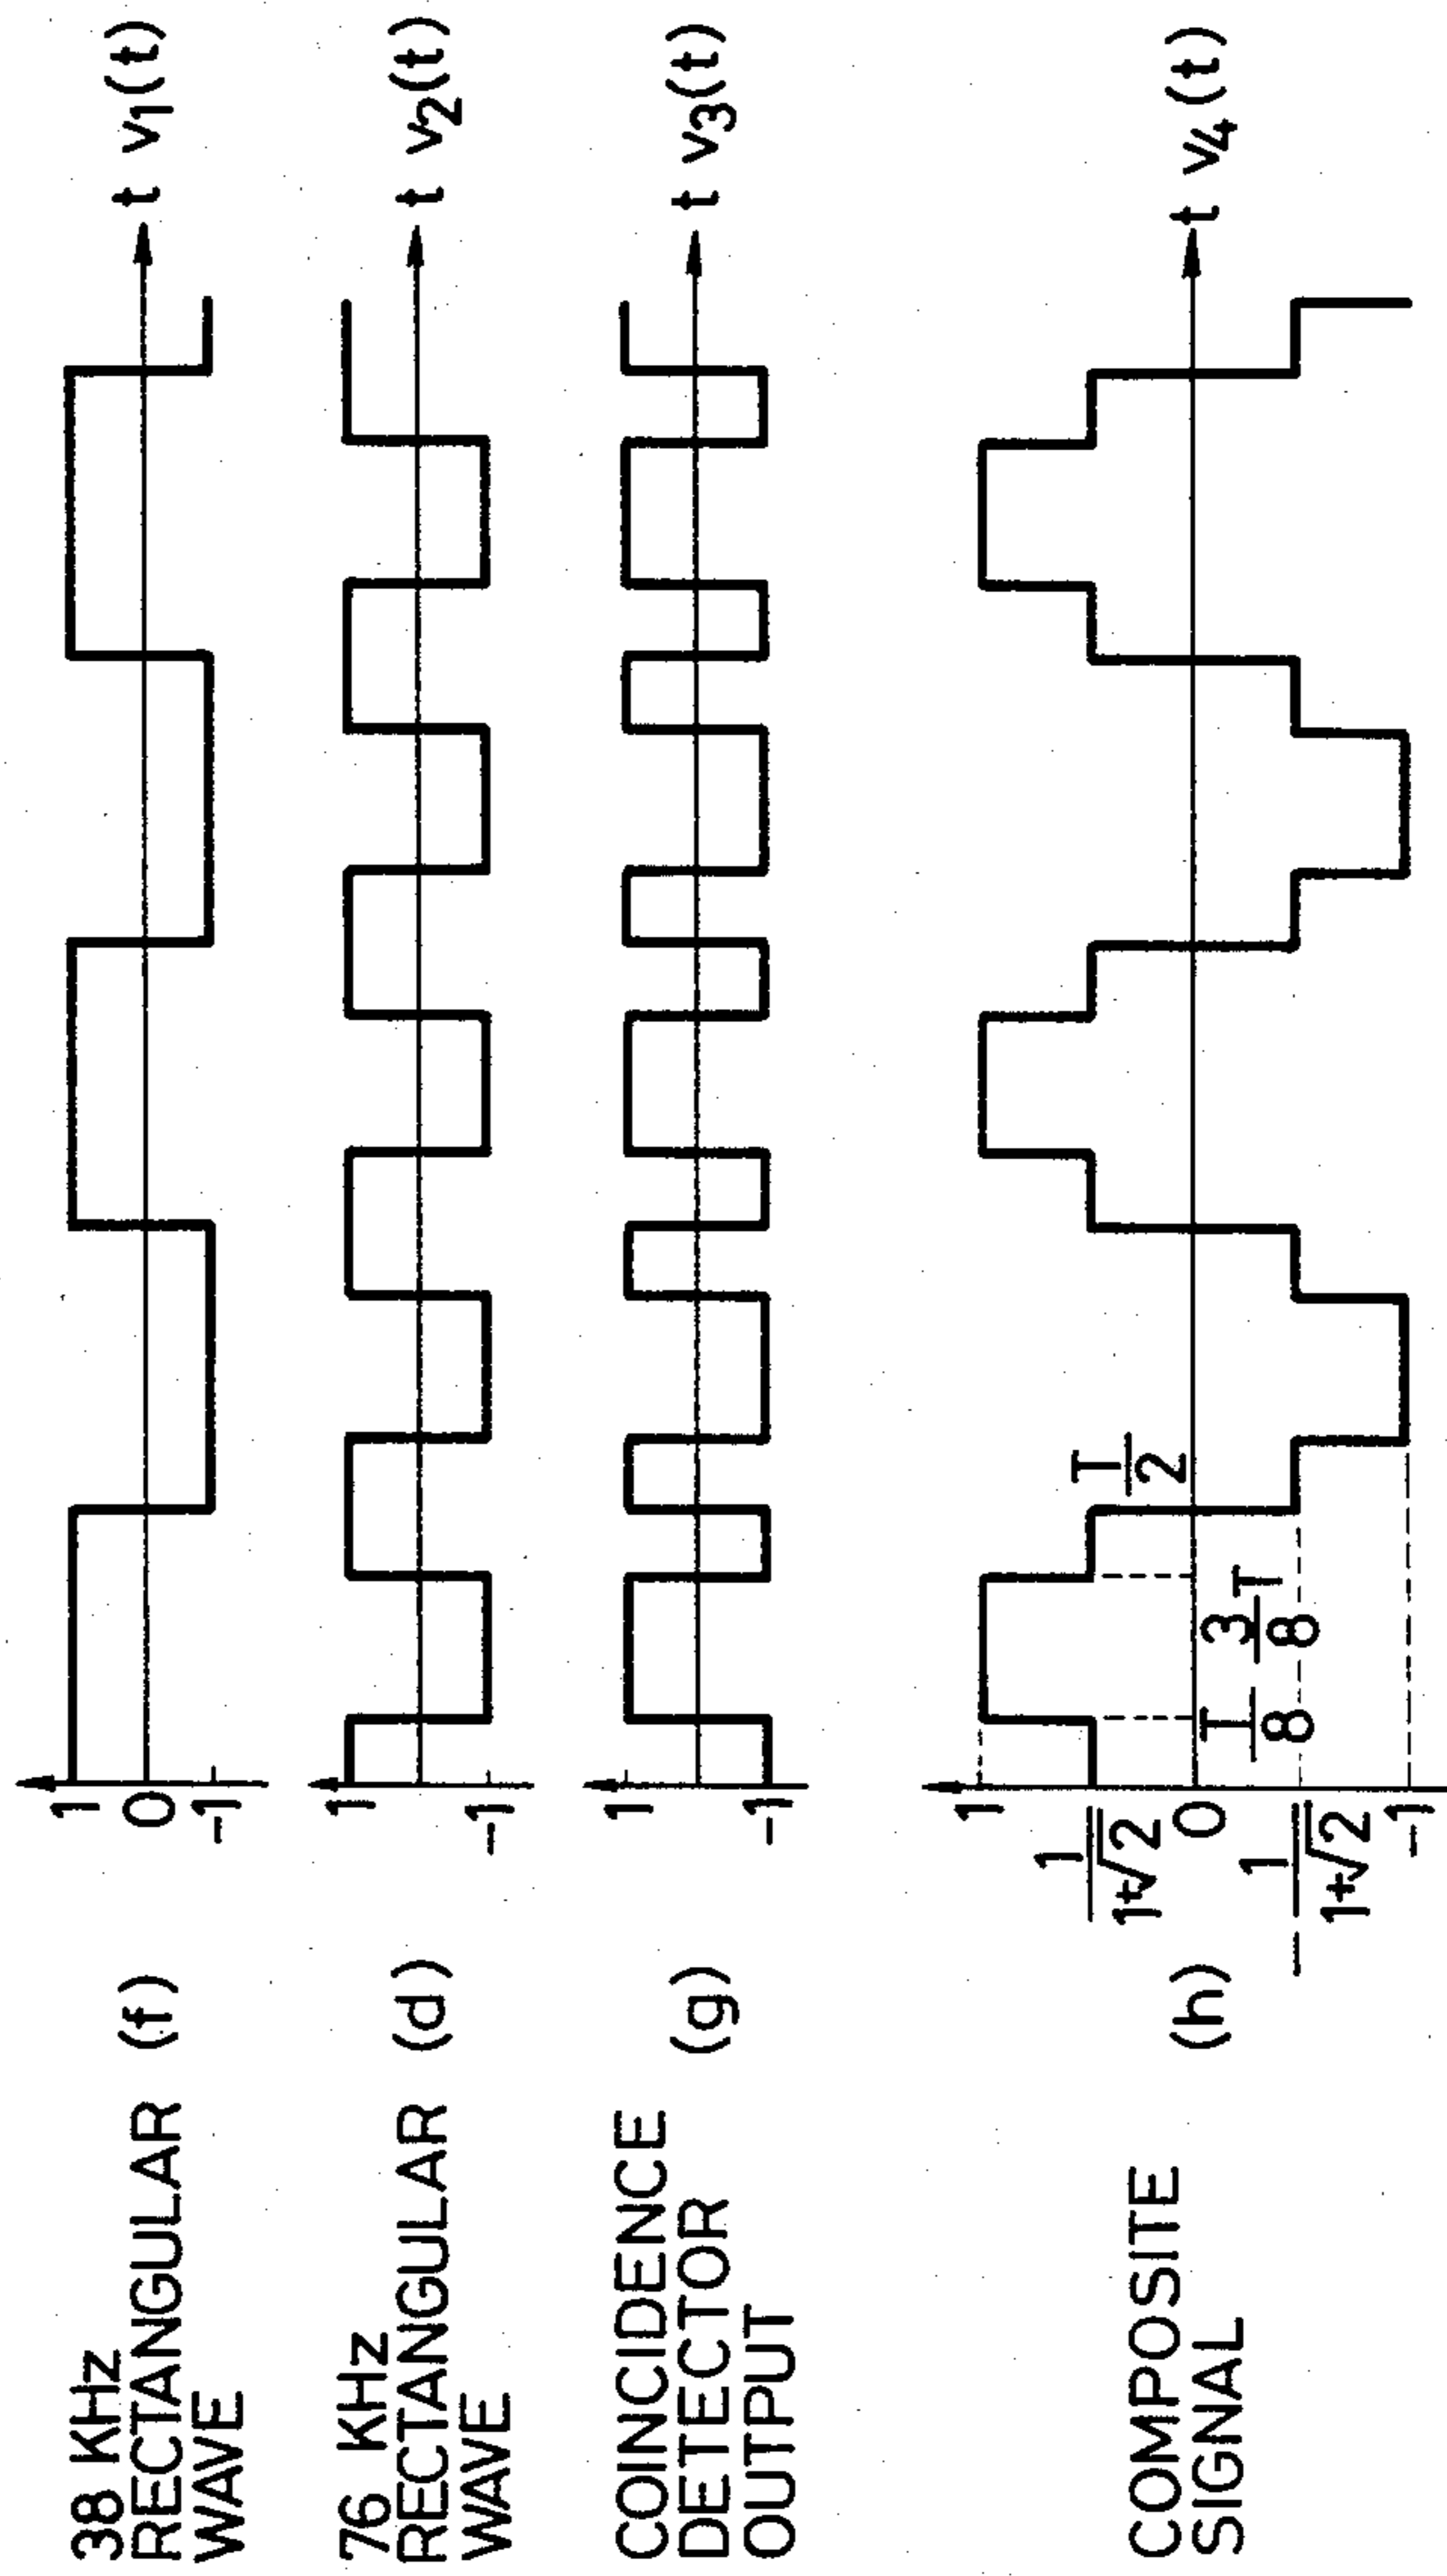 38 KHz
RECTANGULAR (f)
WAVE
1
0
-1
t v1(t)
76 KHz
RECTANGULAR (d)
WAVE
1
-1
t v2(t)
COINCIDENCE
DETECTOR (g)
OUTPUT
1
-1
t v3(t)
COMPOSITE (h)
SIGNAL
1
1/1+√2
0
-1/1+√2
-1
T/8
3/8 T
T/2
t v4(t)